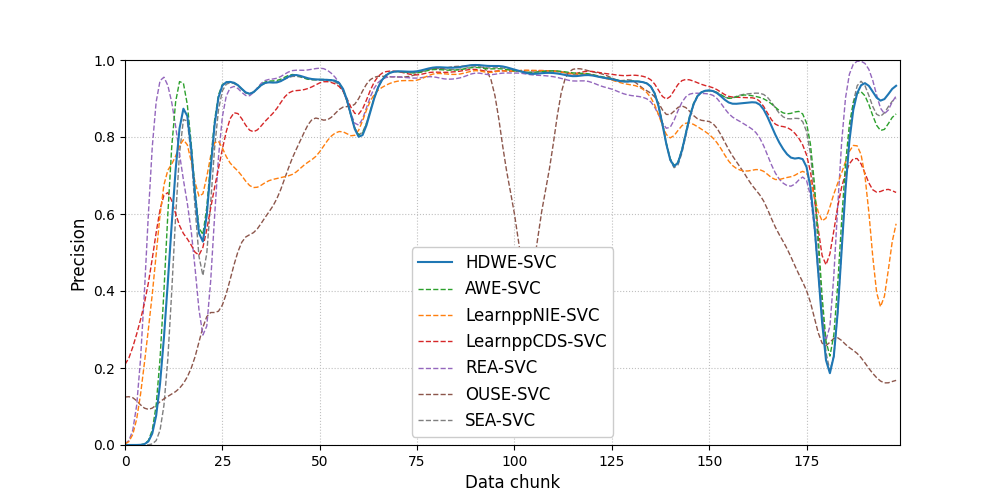 1.0
0.8
0.6
0.4
0.2
0.0
Precision
0
25
50
75
100
125
150
175
Data chunk
HDWE-SVC
AWE-SVC
LearnppNIE-SVC
LearnppCDS-SVC
REA-SVC
OUSE-SVC
SEA-SVC